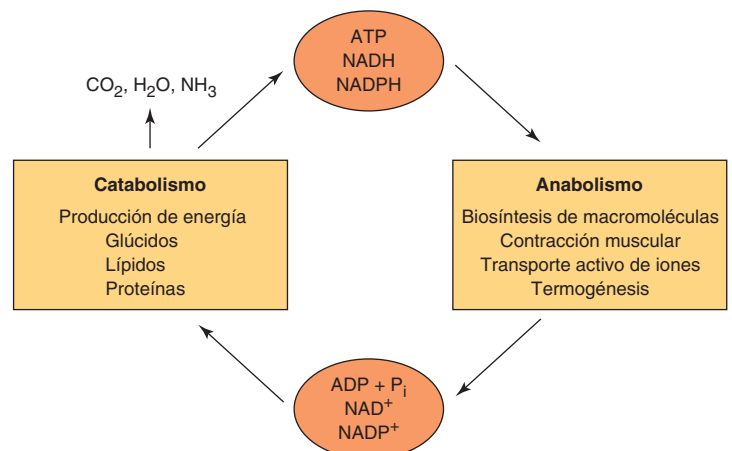 ATP
NADH
NADPH
CO₂, H₂O, NH₃
Catabolismo
Producción de energía
Glúcidos
Lípidos
Proteínas
Anabolismo
Biosíntesis de macromoléculas
Contracción muscular
Transporte activo de iones
Termogénesis
ADP + Pᵢ
NAD⁺
NADP⁺